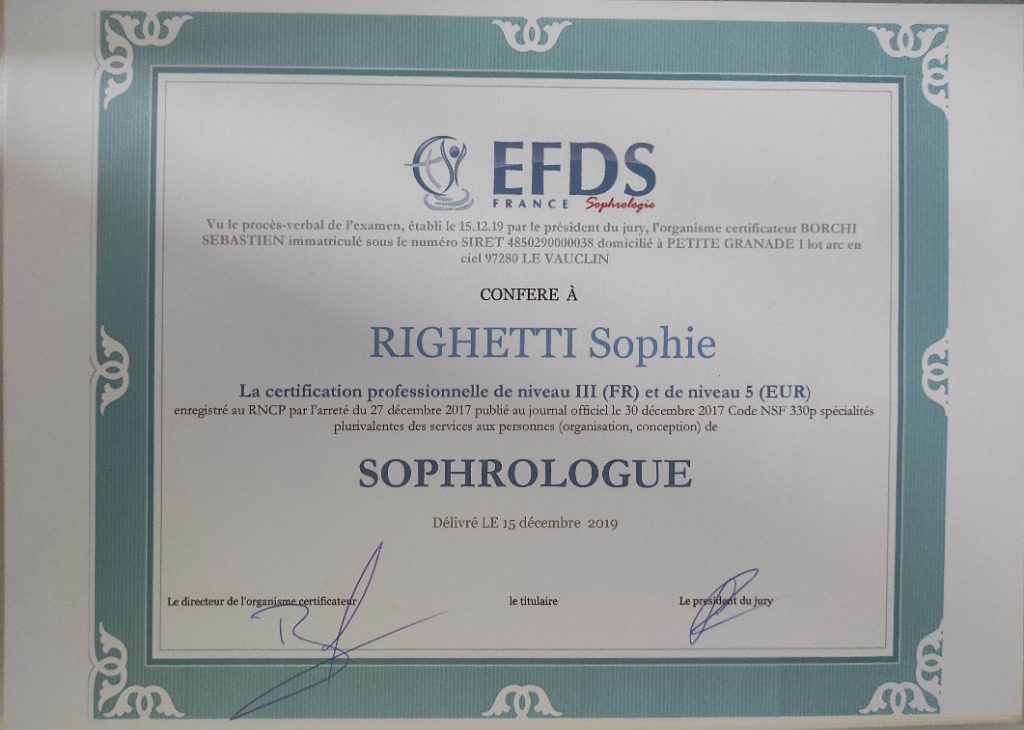 EFDS
FRANCE Sophrologie
Vu le procès-verbal de l'examen, établi le 15.12.19 par le président du jury, l'organisme certificateur BORCHI
SEBASTIEN immatriculé sous le numéro SIRET 4850290000038 domicilié à PETITE GRANADE 1 lot arc en
ciel 97280 LE VAUCLIN
CONFERE À
RIGHETTI Sophie
La certification professionnelle de niveau III (FR) et de niveau 5 (EUR)
enregistré au RNCP par l'arreté du 27 décembre 2017 publié au journal officiel le 30 décembre 2017 Code NSF 330p spécialités
plurivalentes des services aux personnes (organisation, conception) de
SOPHROLOGUE
Délivré LE 15 décembre 2019
Le directeur de l'organisme certificateur le titulaire Le president du jury